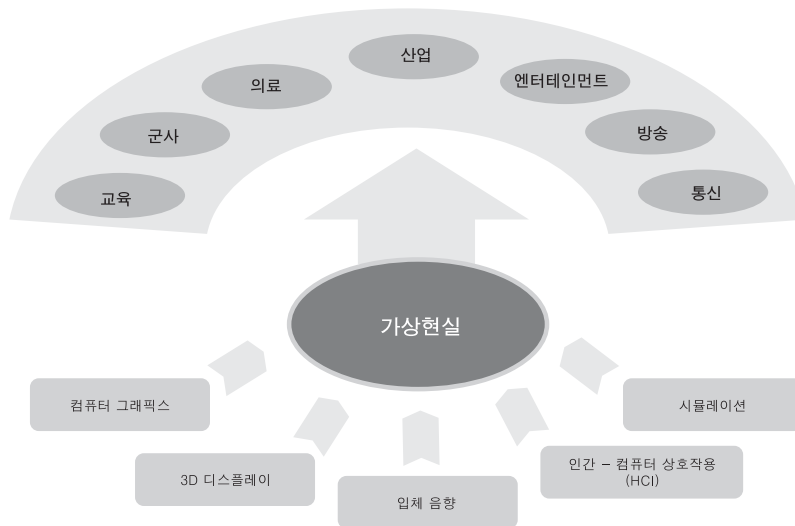 산업
의료
엔터테인먼트
군사
방송
교육
통신
가상현실
컴퓨터 그래픽스
시뮬레이션
3D 디스플레이
인간 – 컴퓨터 상호작용
(HCI)
입체 음향